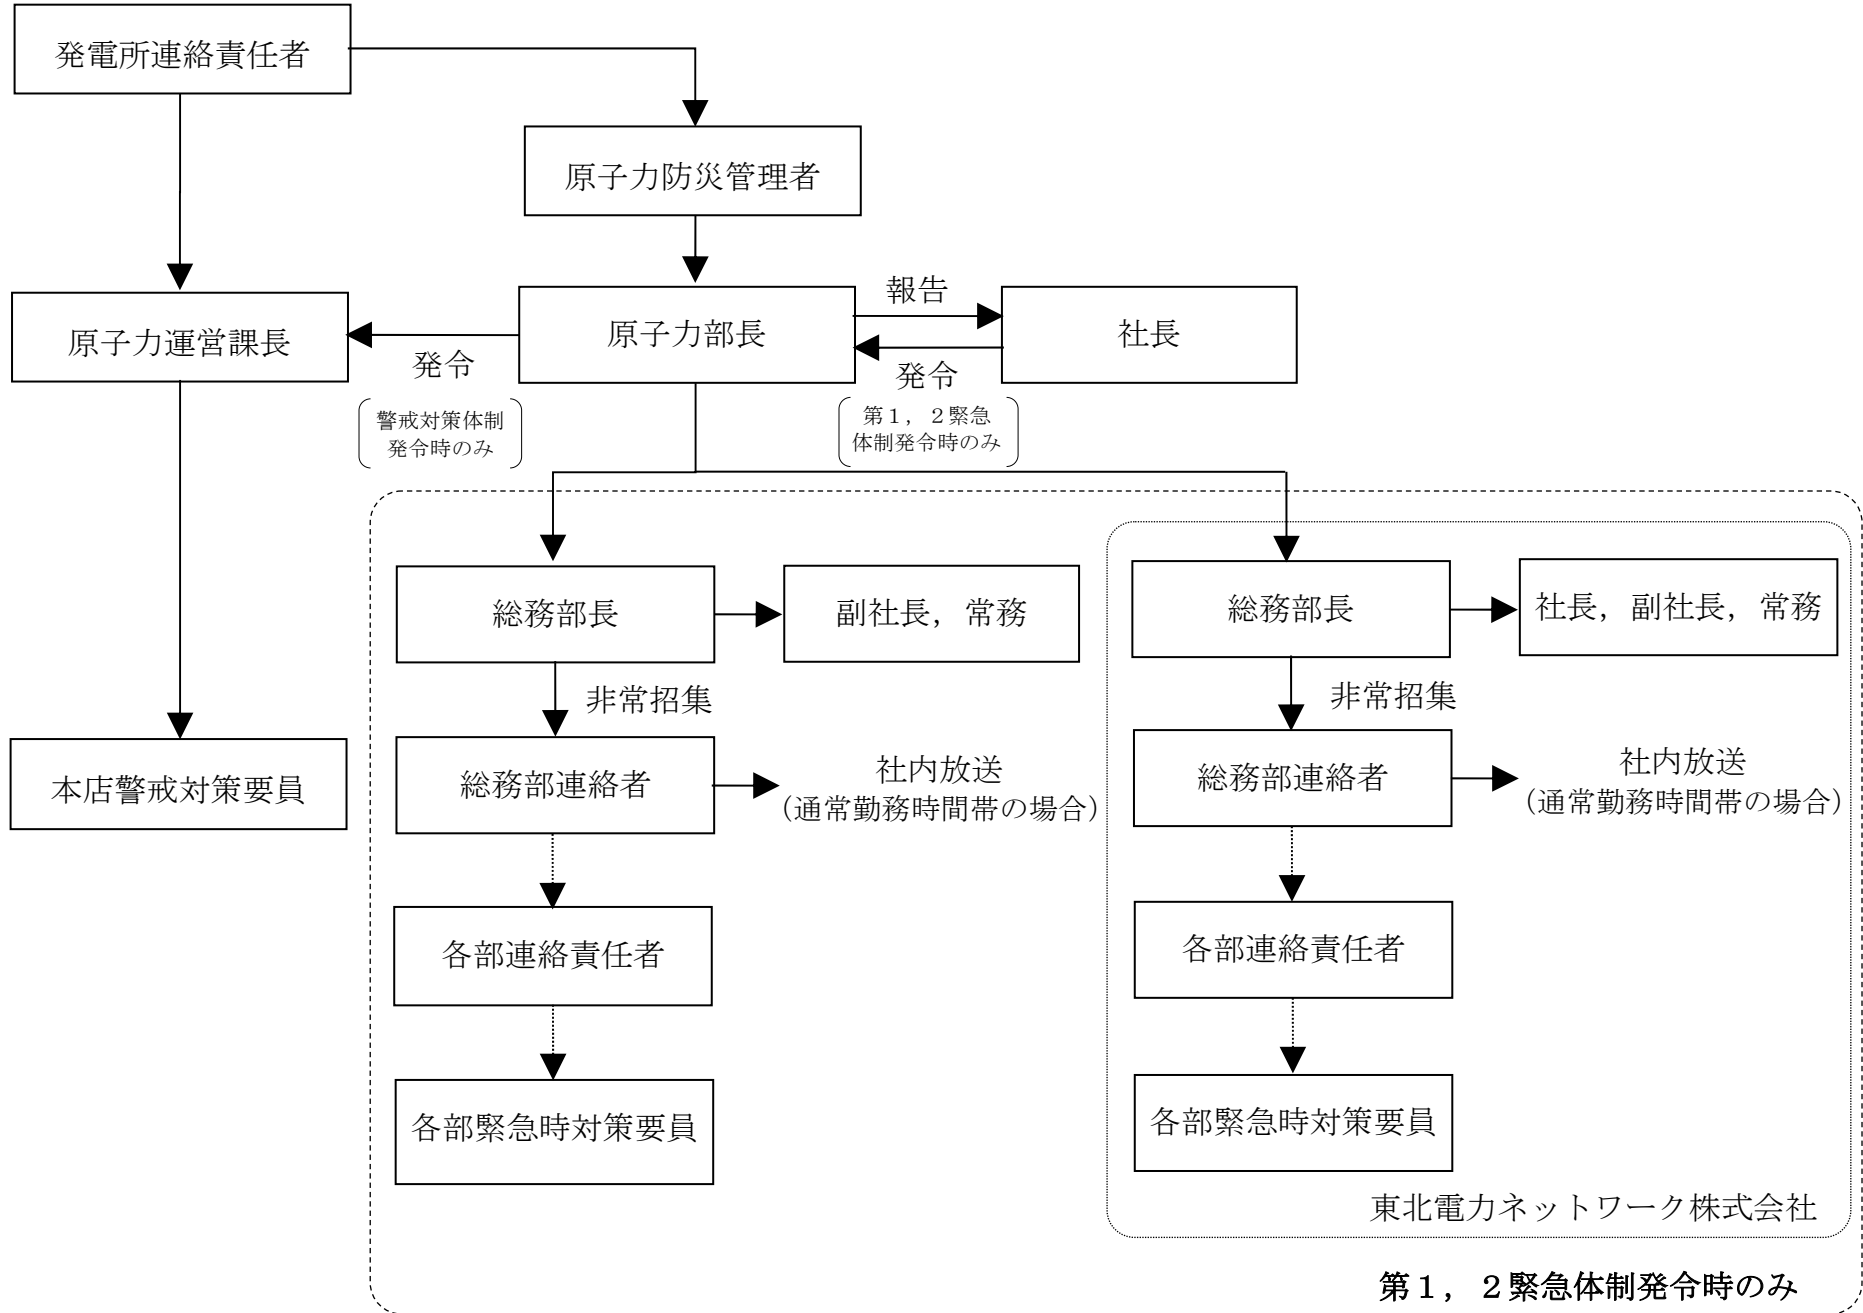 発電所連絡責任者
原子力防災管理者
原子力運営課長
発令
警戒対策体制
発令時のみ
原子力部長
報告
発令
第１，２緊急
体制発令時のみ
社長
本店警戒対策要員
総務部長
副社長，常務
非常招集
総務部連絡者
社内放送
（通常勤務時間帯の場合）
各部連絡責任者
各部緊急時対策要員
総務部長
社長，副社長，常務
非常招集
総務部連絡者
社内放送
（通常勤務時間帯の場合）
各部連絡責任者
各部緊急時対策要員
東北電力ネットワーク株式会社
第１，２緊急体制発令時のみ